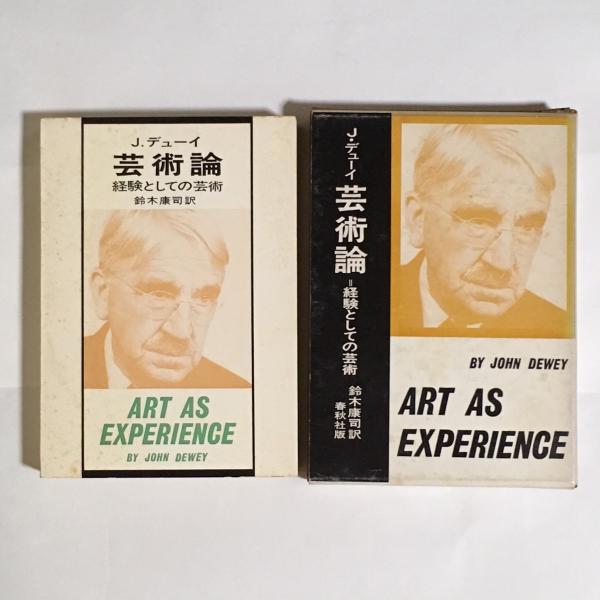 J.デューイ
芸術論
経験としての芸術
鈴木康司訳
ART AS
EXPERIENCE
BY JOHN DEWEY
J・デューイ
芸術論
=経験としての芸術
鈴木康司訳
春秋社版
BY JOHN DEWEY
ART AS
EXPERIENCE